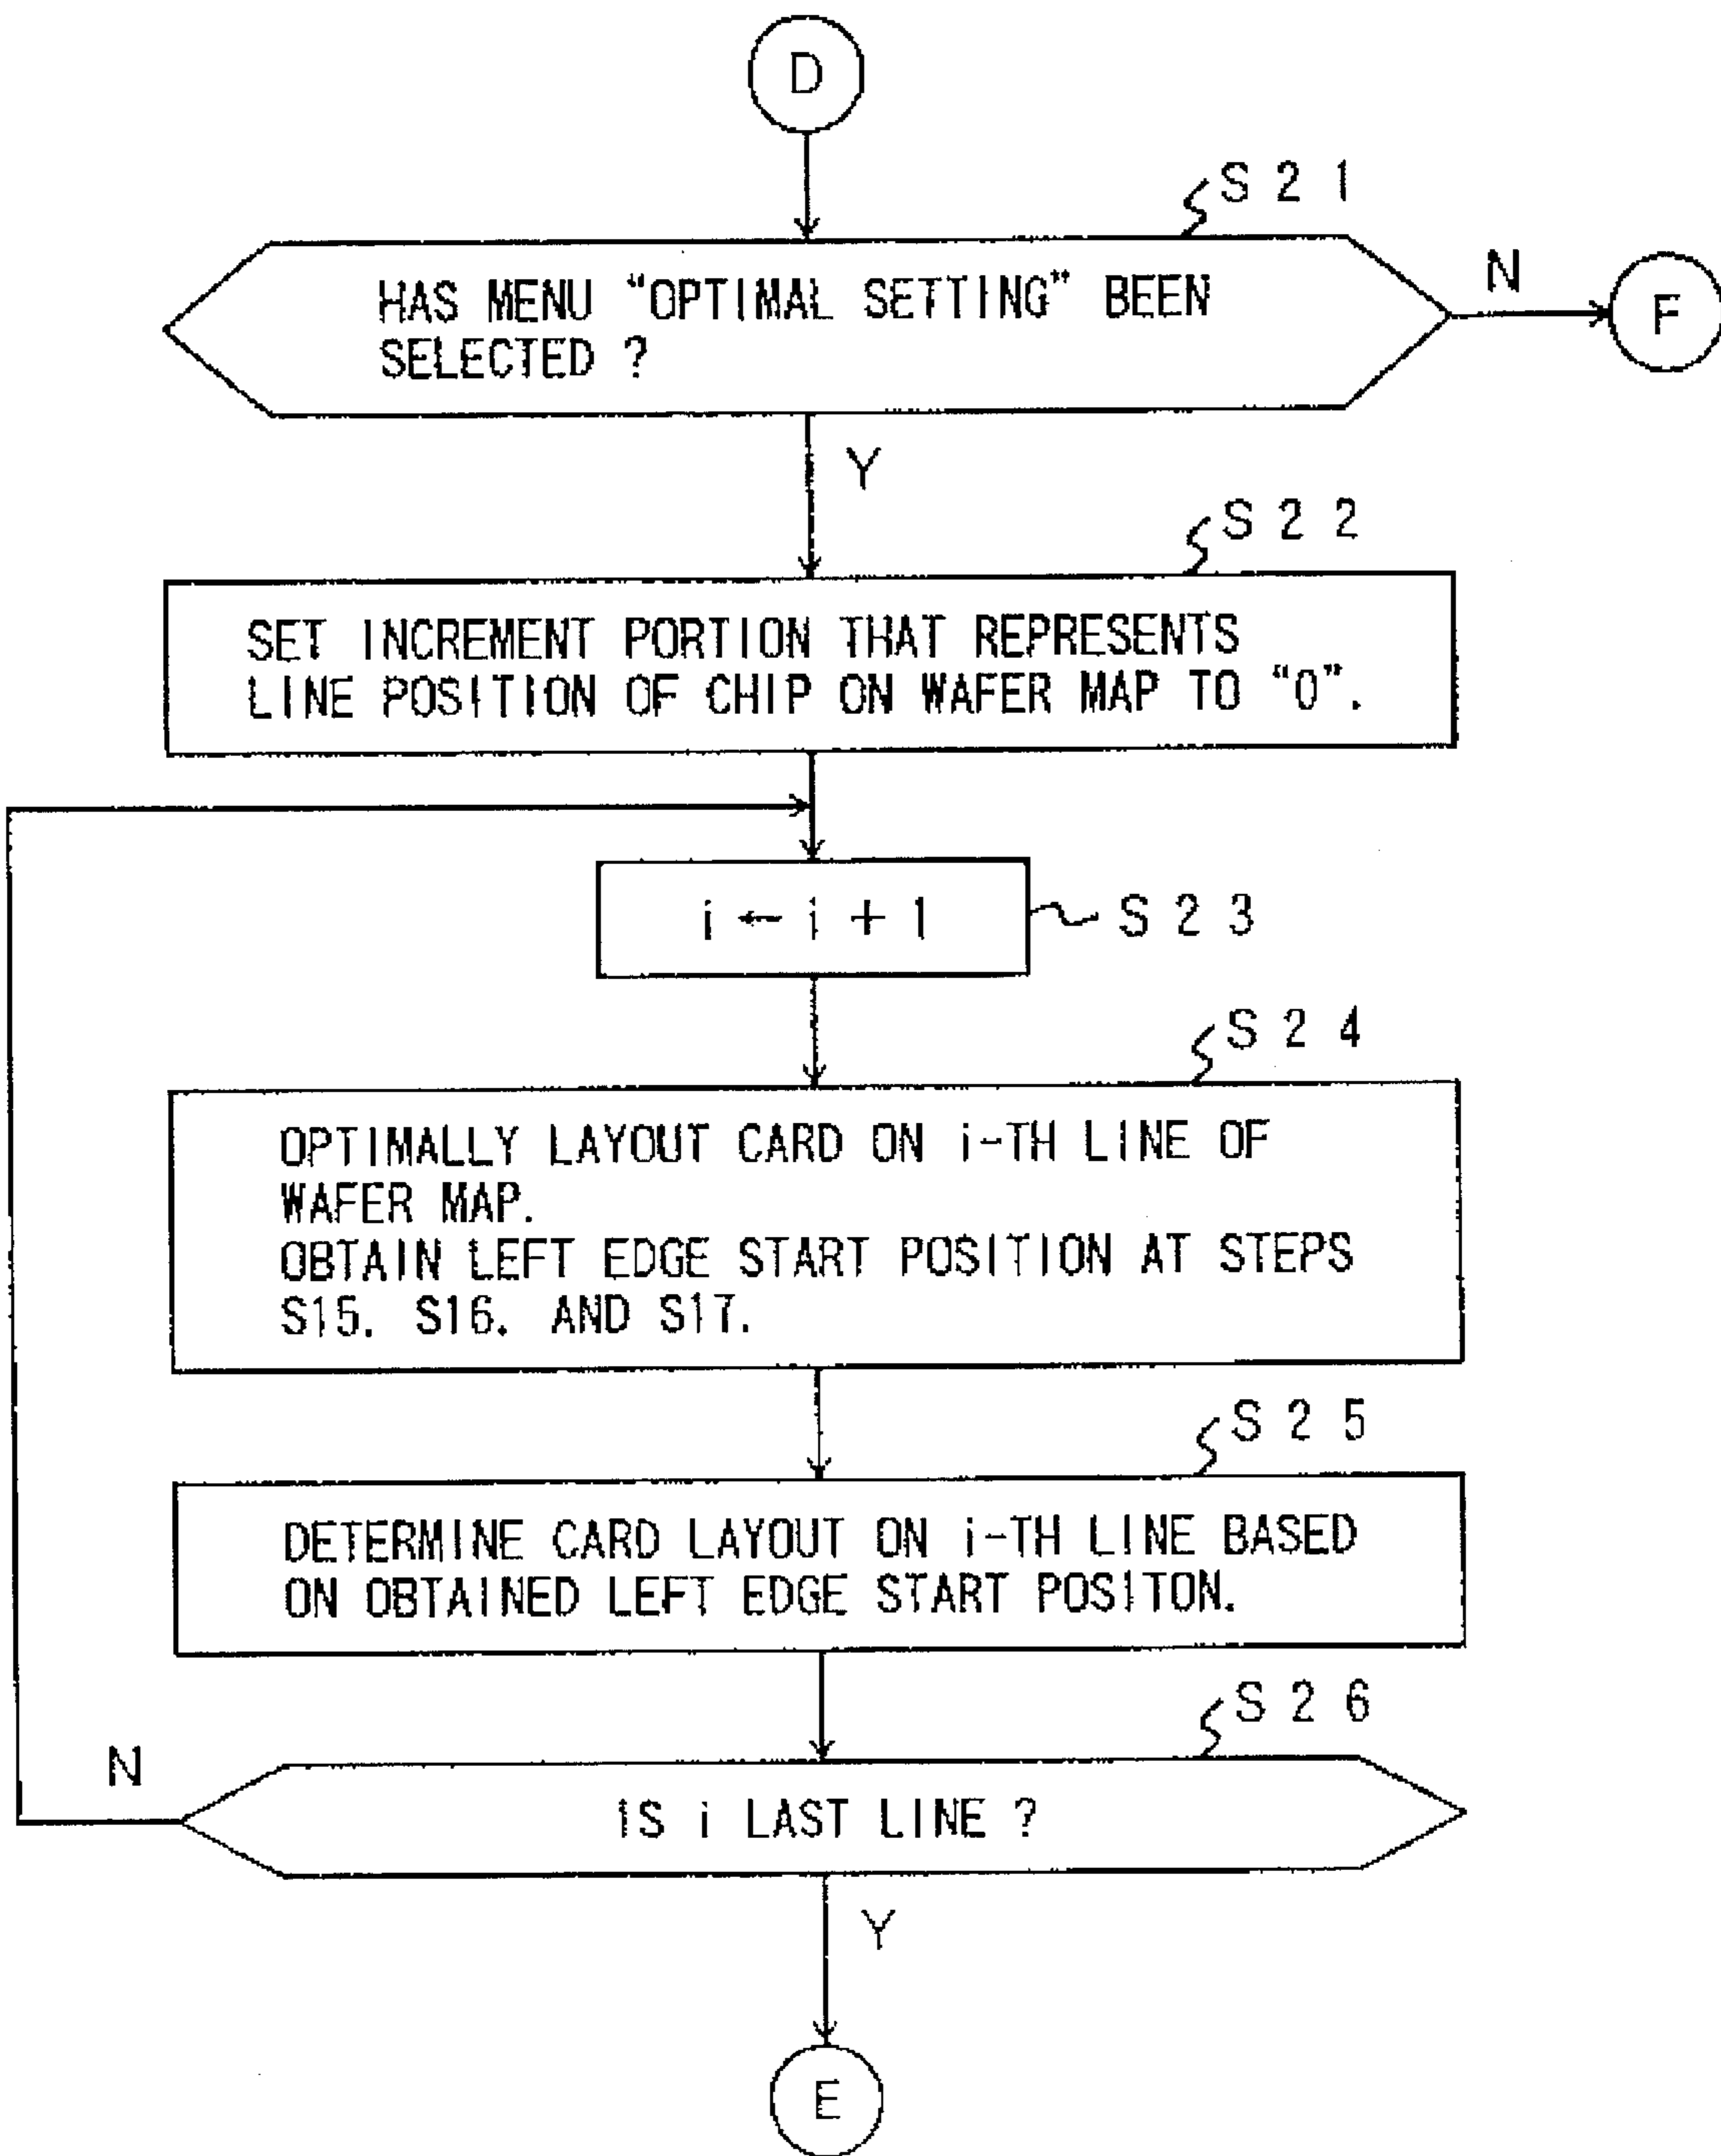 D
S21
HAS MENU "OPTIMAL SETTING" BEEN
SELECTED ?
N
F
Y
S22
SET INCREMENT PORTION THAT REPRESENTS
LINE POSITION OF CHIP ON WAFER MAP TO "0".
i ← i + 1
S23
S24
OPTIMALLY LAYOUT CARD ON i-TH LINE OF
WAFER MAP.
OBTAIN LEFT EDGE START POSITION AT STEPS
S15. S16. AND S17.
S25
DETERMINE CARD LAYOUT ON i-TH LINE BASED
ON OBTAINED LEFT EDGE START POSITON.
S26
N
IS i LAST LINE ?
Y
E